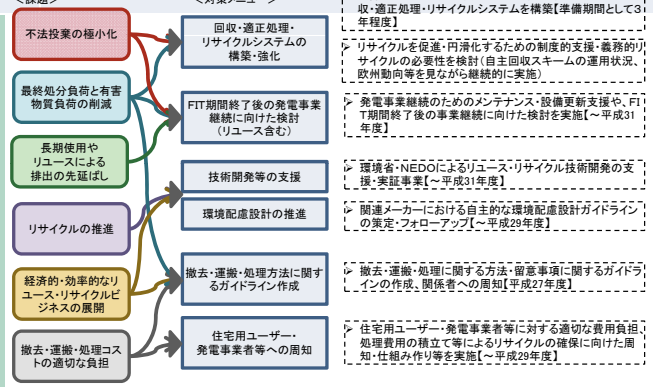 <課題>
<対策メニュー>
不法投棄の極小化
最終処分負荷と有害
物質負荷の削減
長期使用や
リユースによる
排出の先延ばし
リサイクルの推進
経済的・効率的なリ
ユース・リサイクルビ
ジネスの展開
撤去・運搬・処理コス
トの適切な負担
回収・適正処理・
リサイクルシステムの
構築・強化
FIT期間終了後の発電事業
継続に向けた検討
(リユース含む)
技術開発等の支援
環境配慮設計の推進
撤去・運搬・処理方法に関す
るガイドライン作成
住宅用ユーザー・
発電事業者等への周知
収・適正処理・リサイクルシステムを構築【準備期間として3
年程度】
➢ リサイクルを促進・円滑化するための制度的支援・義務的リ
サイクルの必要性を検討(自主回収スキームの運用状況、
欧州動向等を見ながら継続的に実施)
➢ 発電事業継続のためのメンテナンス・設備更新支援や、FI
T期間終了後の事業継続に向けた検討を実施【~平成31
年度】
➢ 環境省・NEDOによるリユース・リサイクル技術開発の支
援・実証事業【~平成31年度】
➢ 関連メーカーにおける自主的な環境配慮設計ガイドライン
の策定・フォローアップ【~平成29年度】
➢ 撤去・運搬・処理に関する方法・留意事項に関するガイドラ
インの作成、関係者への周知【平成27年度】
➢ 住宅用ユーザー・発電事業者等に対する適切な費用負担、
処理費用の積立て等によるリサイクルの確保に向けた周
知・仕組み作り等を実施【~平成29年度】